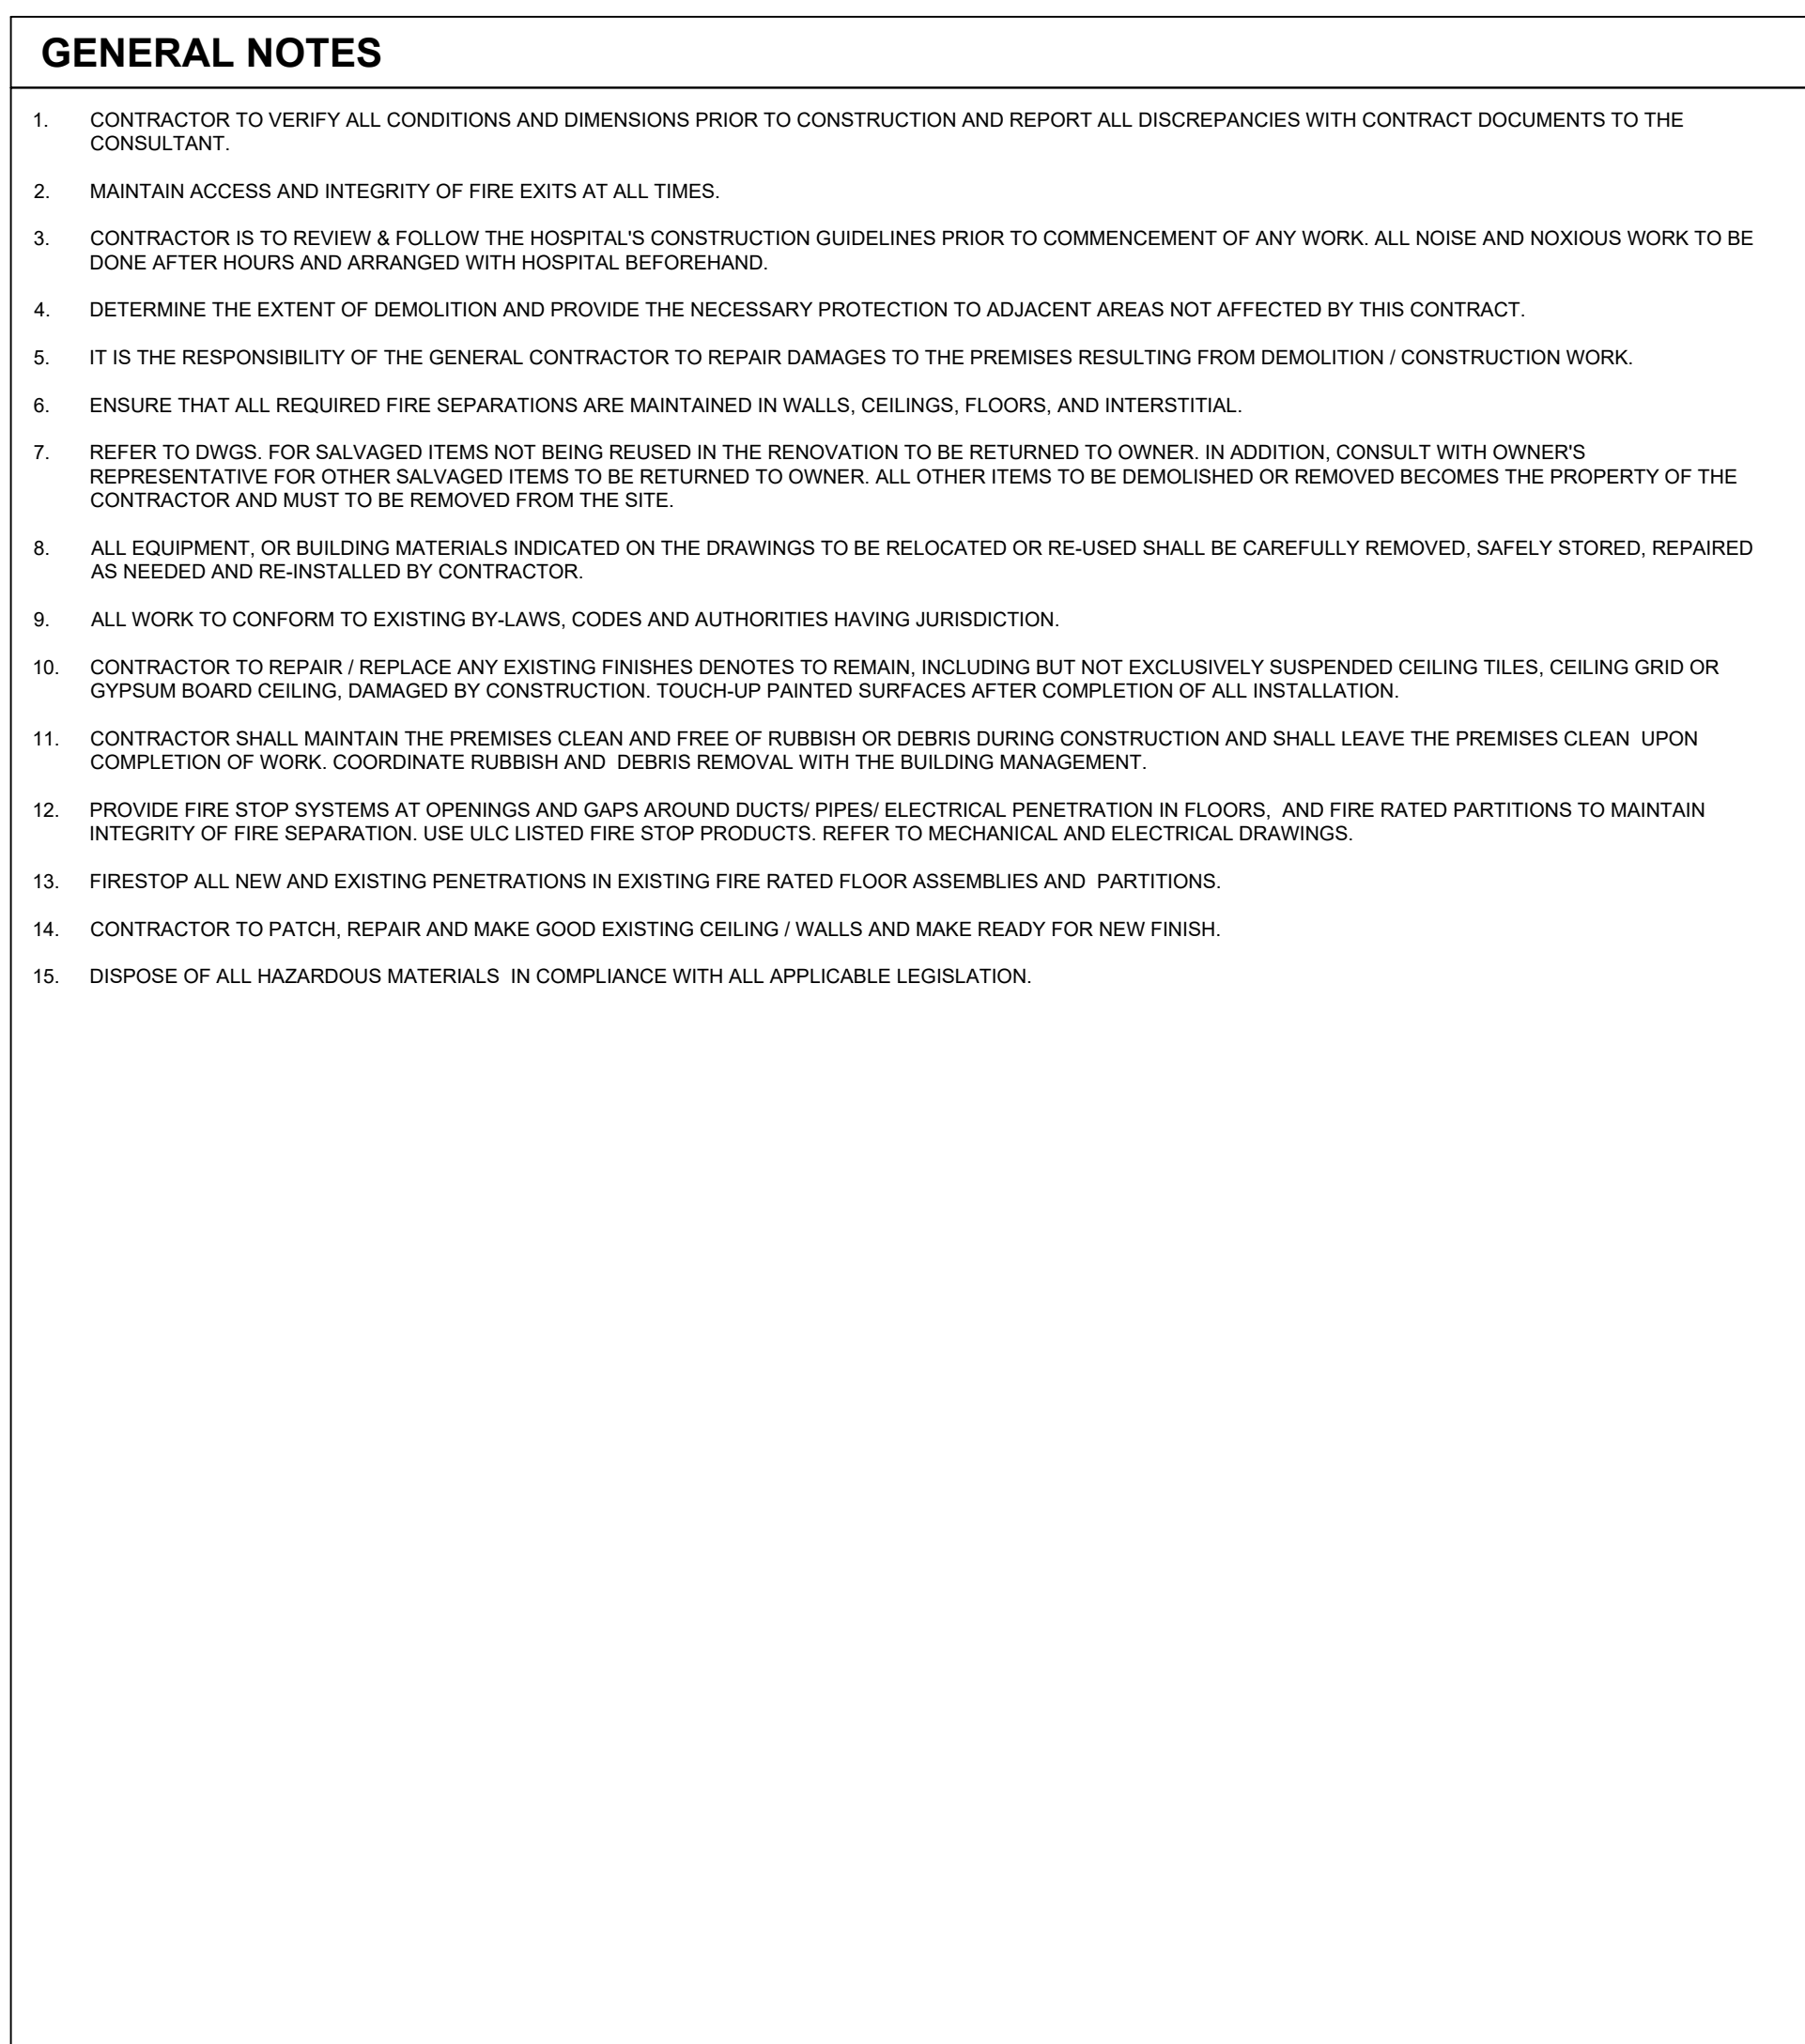 GENERAL NOTES
1. CONTRACTOR TO VERIFY ALL CONDITIONS AND DIMENSIONS PRIOR TO CONSTRUCTION AND REPORT ALL DISCREPANCIES WITH CONTRACT DOCUMENTS TO THE
CONSULTANT.
2. MAINTAIN ACCESS AND INTEGRITY OF FIRE EXITS AT ALL TIMES.
3. CONTRACTOR IS TO REVIEW & FOLLOW THE HOSPITAL'S CONSTRUCTION GUIDELINES PRIOR TO COMMENCEMENT OF ANY WORK. ALL NOISE AND NOXIOUS WORK TO BE
DONE AFTER HOURS AND ARRANGED WITH HOSPITAL BEFOREHAND.
4. DETERMINE THE EXTENT OF DEMOLITION AND PROVIDE THE NECESSARY PROTECTION TO ADJACENT AREAS NOT AFFECTED BY THIS CONTRACT.
5. IT IS THE RESPONSIBILITY OF THE GENERAL CONTRACTOR TO REPAIR DAMAGES TO THE PREMISES RESULTING FROM DEMOLITION / CONSTRUCTION WORK.
6. ENSURE THAT ALL REQUIRED FIRE SEPARATIONS ARE MAINTAINED IN WALLS, CEILINGS, FLOORS, AND INTERSTITIAL.
7. REFER TO DWGS. FOR SALVAGED ITEMS NOT BEING REUSED IN THE RENOVATION TO BE RETURNED TO OWNER. IN ADDITION, CONSULT WITH OWNER'S
REPRESENTATIVE FOR OTHER SALVAGED ITEMS TO BE RETURNED TO OWNER. ALL OTHER ITEMS TO BE DEMOLISHED OR REMOVED BECOMES THE PROPERTY OF THE
CONTRACTOR AND MUST TO BE REMOVED FROM THE SITE.
8. ALL EQUIPMENT, OR BUILDING MATERIALS INDICATED ON THE DRAWINGS TO BE RELOCATED OR RE-USED SHALL BE CAREFULLY REMOVED, SAFELY STORED, REPAIRED
AS NEEDED AND RE-INSTALLED BY CONTRACTOR.
9. ALL WORK TO CONFORM TO EXISTING BY-LAWS, CODES AND AUTHORITIES HAVING JURISDICTION.
10. CONTRACTOR TO REPAIR / REPLACE ANY EXISTING FINISHES DENOTES TO REMAIN, INCLUDING BUT NOT EXCLUSIVELY SUSPENDED CEILING TILES, CEILING GRID OR
GYPSUM BOARD CEILING, DAMAGED BY CONSTRUCTION. TOUCH-UP PAINTED SURFACES AFTER COMPLETION OF ALL INSTALLATION.
11. CONTRACTOR SHALL MAINTAIN THE PREMISES CLEAN AND FREE OF RUBBISH OR DEBRIS DURING CONSTRUCTION AND SHALL LEAVE THE PREMISES CLEAN UPON
COMPLETION OF WORK. COORDINATE RUBBISH AND DEBRIS REMOVAL WITH THE BUILDING MANAGEMENT.
12. PROVIDE FIRE STOP SYSTEMS AT OPENINGS AND GAPS AROUND DUCTS/ PIPES/ ELECTRICAL PENETRATION IN FLOORS, AND FIRE RATED PARTITIONS TO MAINTAIN
INTEGRITY OF FIRE SEPARATION. USE ULC LISTED FIRE STOP PRODUCTS. REFER TO MECHANICAL AND ELECTRICAL DRAWINGS.
13. FIRESTOP ALL NEW AND EXISTING PENETRATIONS IN EXISTING FIRE RATED FLOOR ASSEMBLIES AND PARTITIONS.
14. CONTRACTOR TO PATCH, REPAIR AND MAKE GOOD EXISTING CEILING / WALLS AND MAKE READY FOR NEW FINISH.
15. DISPOSE OF ALL HAZARDOUS MATERIALS IN COMPLIANCE WITH ALL APPLICABLE LEGISLATION.